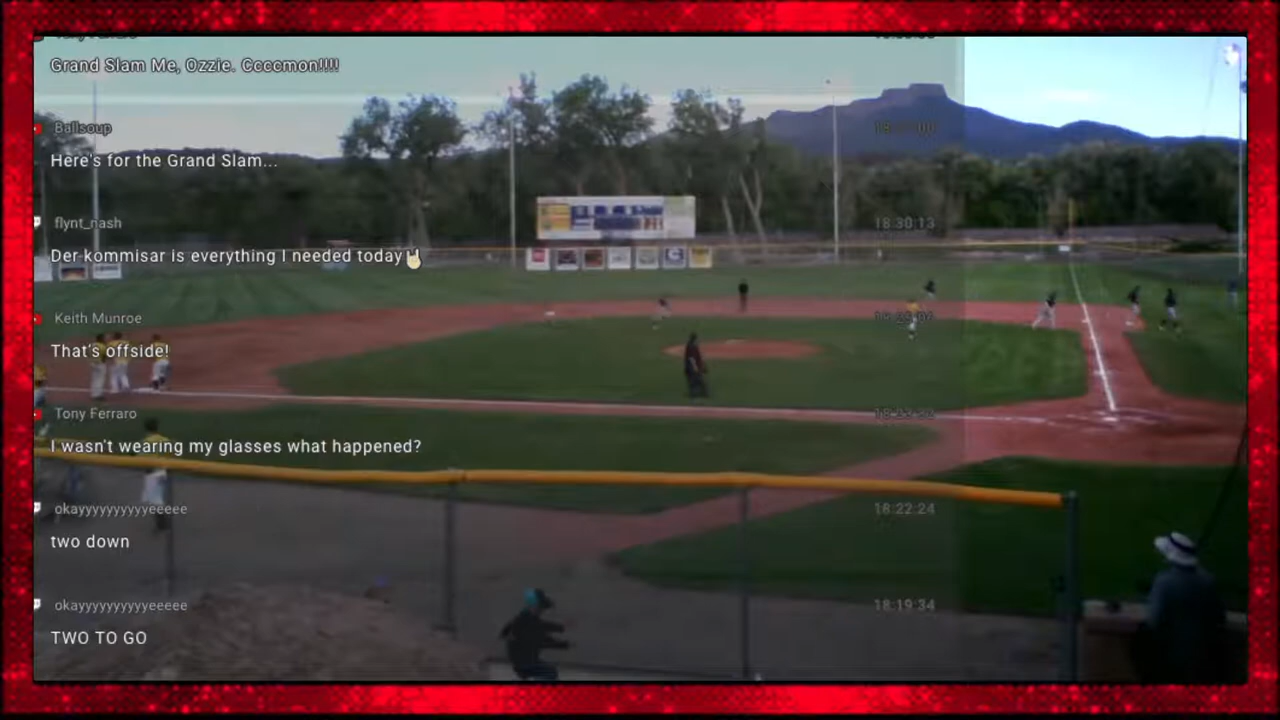 Grand Slam Me, Ozzie. Ccccmon!!!!
Ballsoup
Here's for the Grand Slam...
flynt_nash 18:30:13
Der kommisar is everything I needed today🤘
Keith Munroe
That's offside!
Tony Ferraro
I wasn't wearing my glasses what happened?
okayyyyyyyyyyeeeee 18:22:24
two down
okayyyyyyyyyyeeeee 18:19:34
TWO TO GO